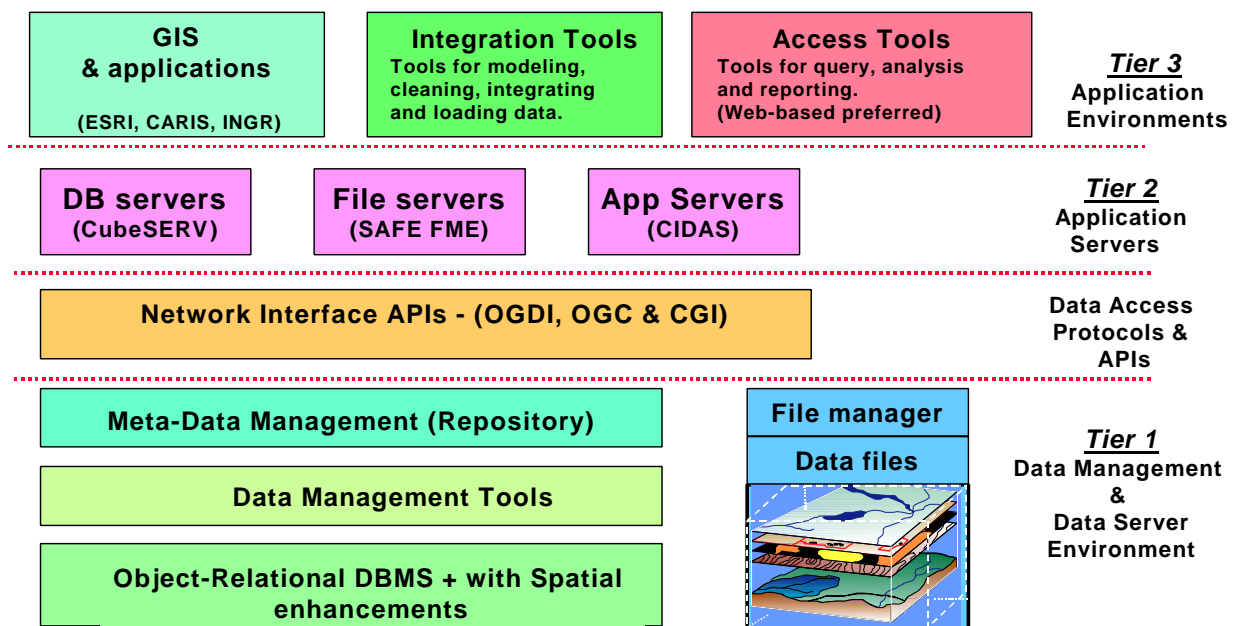 GIS
& applications
(ESRI, CARIS, INGR)
Integration Tools
Tools for modeling,
cleaning, integrating
and loading data.
Access Tools
Tools for query, analysis
and reporting.
(Web-based preferred)
Tier 3
Application
Environments
DB servers
(CubeSERV)
File servers
(SAFE FME)
App Servers
(CIDAS)
Tier 2
Application
Servers
Network Interface APIs - (OGDI, OGC & CGI)
Data Access
Protocols &
APIs
Meta-Data Management (Repository)
Data Management Tools
Object-Relational DBMS + with Spatial
enhancements
File manager
Data files
Tier 1
Data Management
&
Data Server
Environment